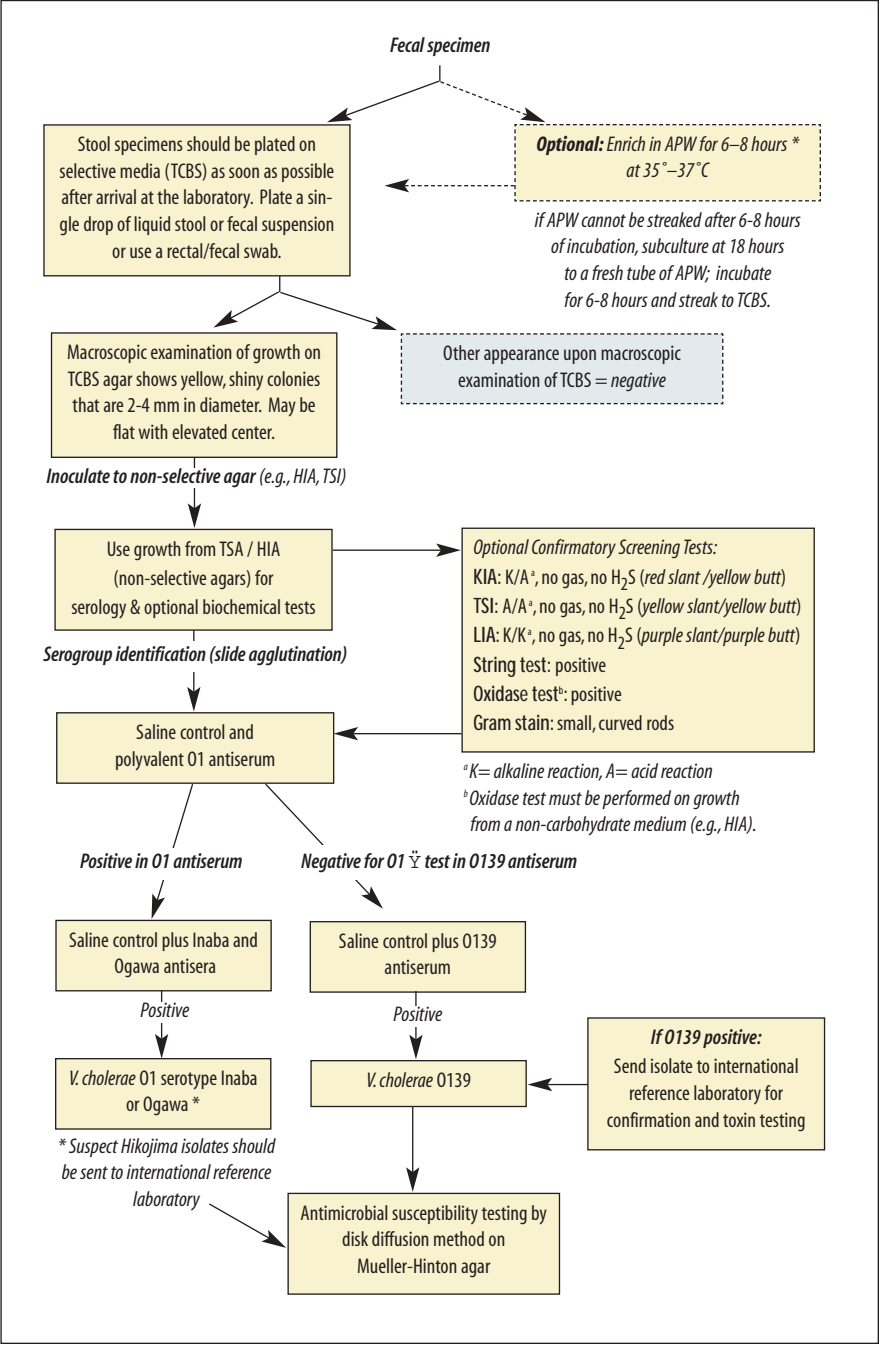 Fecal specimen
Stool specimens should be plated on
selective media (TCBS) as soon as possible
after arrival at the laboratory. Plate a sin-
gle drop of liquid stool or fecal suspension
or use a rectal/fecal swab.
Optional: Enrich in APW for 6–8 hours *
at 35˚–37˚C
if APW cannot be streaked after 6-8 hours
of incubation, subculture at 18 hours
to a fresh tube of APW; incubate
for 6-8 hours and streak to TCBS.
Macroscopic examination of growth on
TCBS agar shows yellow, shiny colonies
that are 2-4 mm in diameter. May be
flat with elevated center.
Other appearance upon macroscopic
examination of TCBS = negative
Inoculate to non-selective agar (e.g., HIA, TSI)
Use growth from TSA / HIA
(non-selective agars) for
serology & optional biochemical tests
Optional Confirmatory Screening Tests:
KIA: K/Aᵃ, no gas, no H₂S (red slant /yellow butt)
TSI: A/Aᵃ, no gas, no H₂S (yellow slant/yellow butt)
LIA: K/Kᵃ, no gas, no H₂S (purple slant/purple butt)
String test: positive
Oxidase testᵇ: positive
Gram stain: small, curved rods
Serogroup identification (slide agglutination)
Saline control and
polyvalent O1 antiserum
ᵃ K= alkaline reaction, A= acid reaction
ᵇ Oxidase test must be performed on growth
from a non-carbohydrate medium (e.g., HIA).
Positive in O1 antiserum
Negative for O1 Ÿ test in O139 antiserum
Saline control plus Inaba and
Ogawa antisera
Saline control plus O139
antiserum
Positive
Positive
V. cholerae O1 serotype Inaba
or Ogawa *
V. cholerae O139
If O139 positive:
Send isolate to international
reference laboratory for
confirmation and toxin testing
* Suspect Hikojima isolates should
be sent to international reference
laboratory
Antimicrobial susceptibility testing by
disk diffusion method on
Mueller-Hinton agar